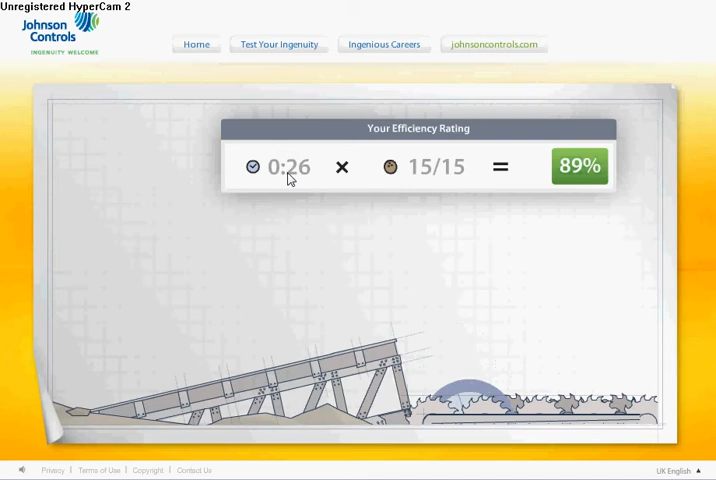 Unregistered HyperCam 2
Johnson
Controls
INGENUITY WELCOME
Home
Test Your Ingenuity
Ingenious Careers
johnsoncontrols.com
Your Efficiency Rating
0:26 × 15/15 = 89%
Privacy | Terms of Use | Copyright | Contact Us
UK English ▲